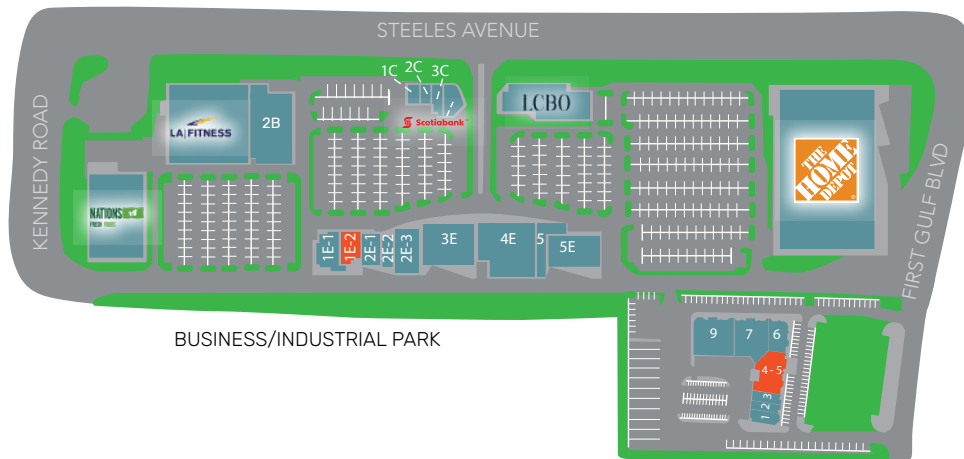 STEELES AVENUE
KENNEDY ROAD
FIRST GULF BLVD
1C
2C
3C
LA FITNESS
2B
Scotiabank
LCBO
THE
HOME
DEPOT
NATIONS
FRESH FOODS
1E-1
1E-2
2E-1
2E-2
2E-3
3E
4E
5
5E
BUSINESS/INDUSTRIAL PARK
9
7
6
4 - 5
1 2 3